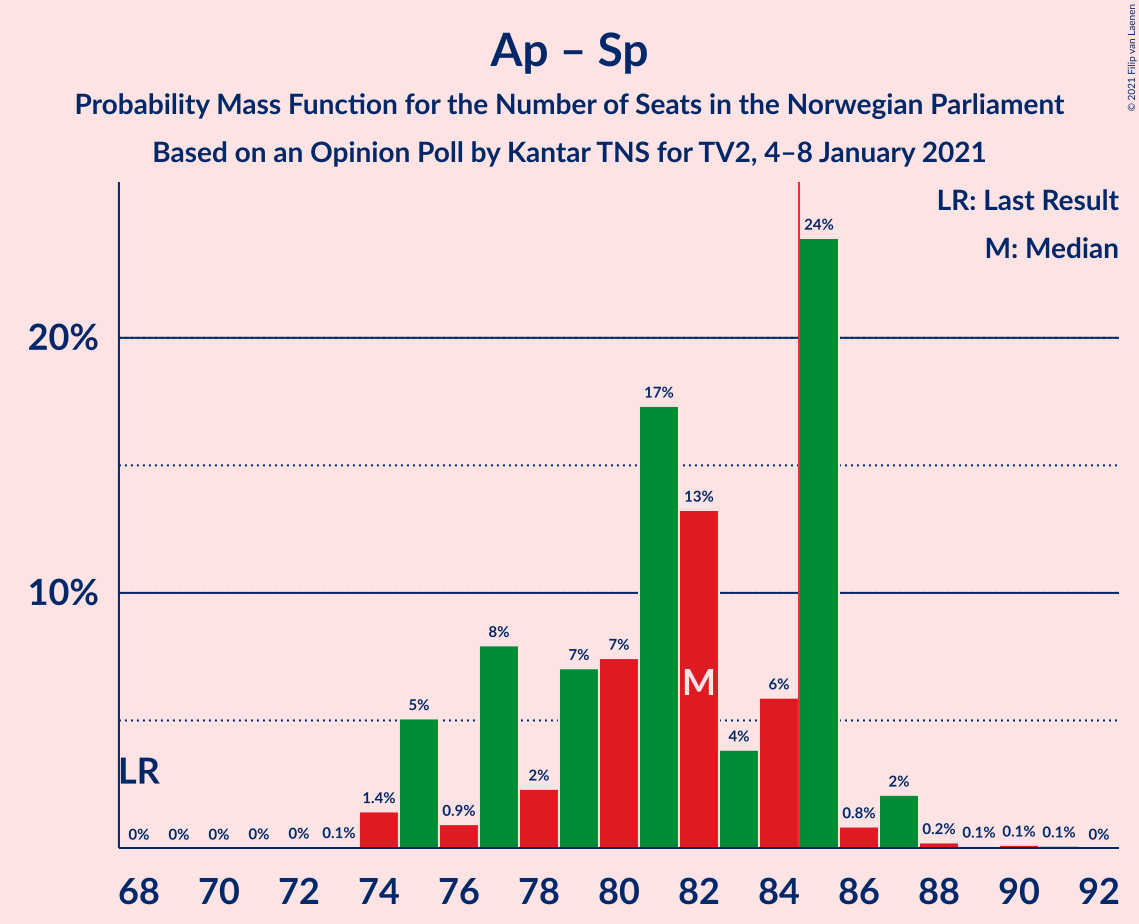 Ap – Sp
Probability Mass Function for the Number of Seats in the Norwegian Parliament
Based on an Opinion Poll by Kantar TNS for TV2, 4–8 January 2021
© 2021 Filip van Laenen
LR: Last Result
M: Median
24%
20%
17%
13%
10%
8%
7%
7%
M
6%
5%
4%
LR
2%
2%
1.4%
0.9%
0.8%
0% 0% 0% 0% 0% 0.1% 0.2% 0.1% 0.1% 0.1% 0%
68 70 72 74 76 78 80 82 84 86 88 90 92